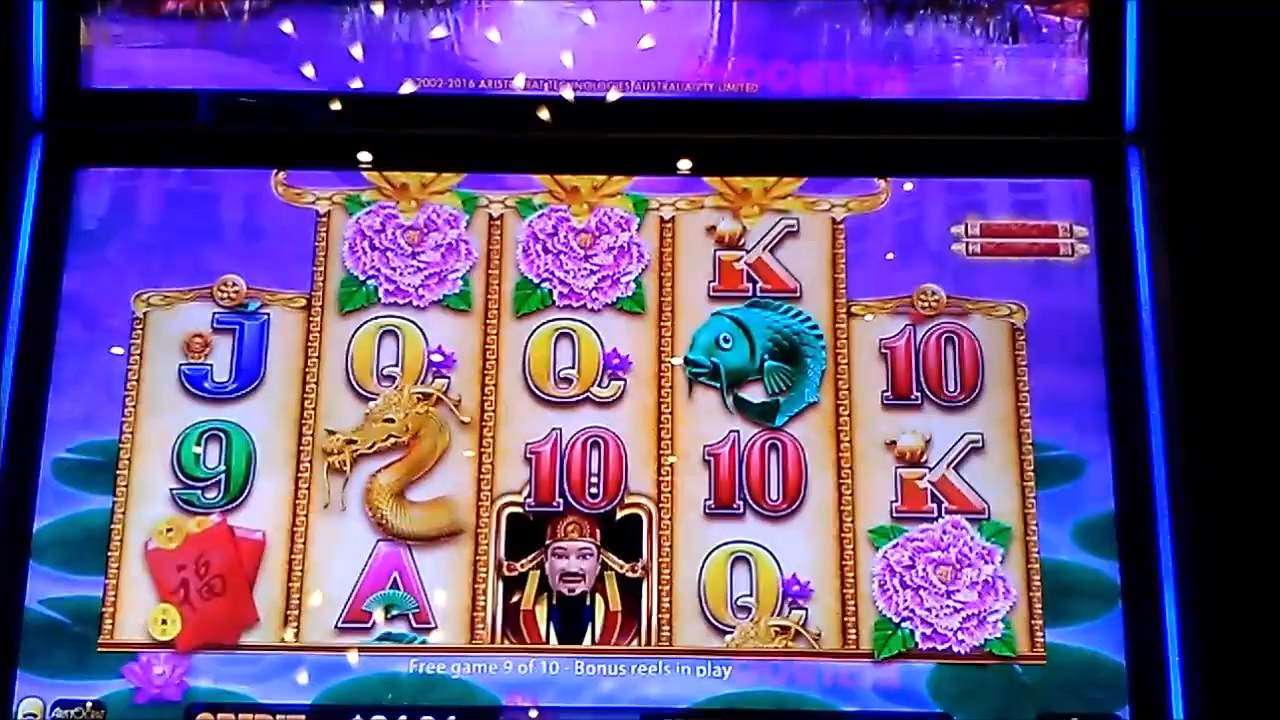 © 2002-2016 ARISTOCRAT TECHNOLOGIES AUSTRALIA PTY LIMITED
K
J Q Q 10
9 10 10 K
福
A Q
Free game 9 of 10 - Bonus reels in play
CREDIT